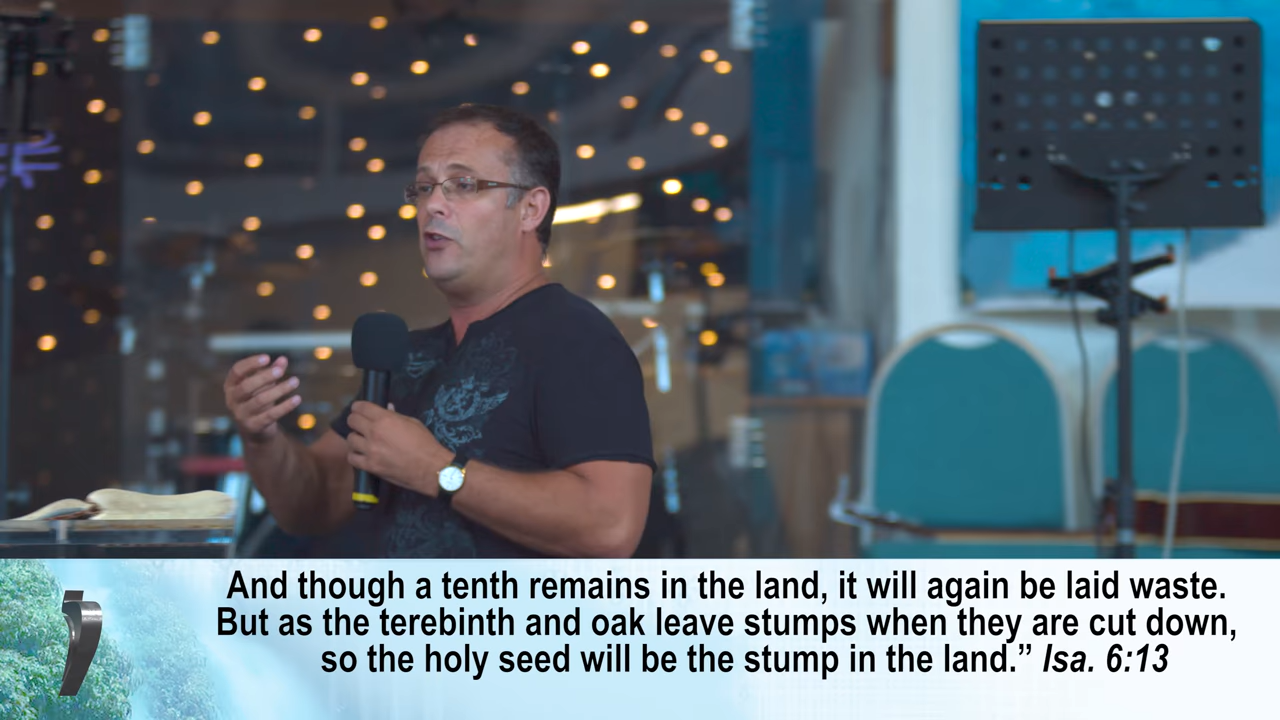 And though a tenth remains in the land, it will again be laid waste.
But as the terebinth and oak leave stumps when they are cut down,
so the holy seed will be the stump in the land.” Isa. 6:13